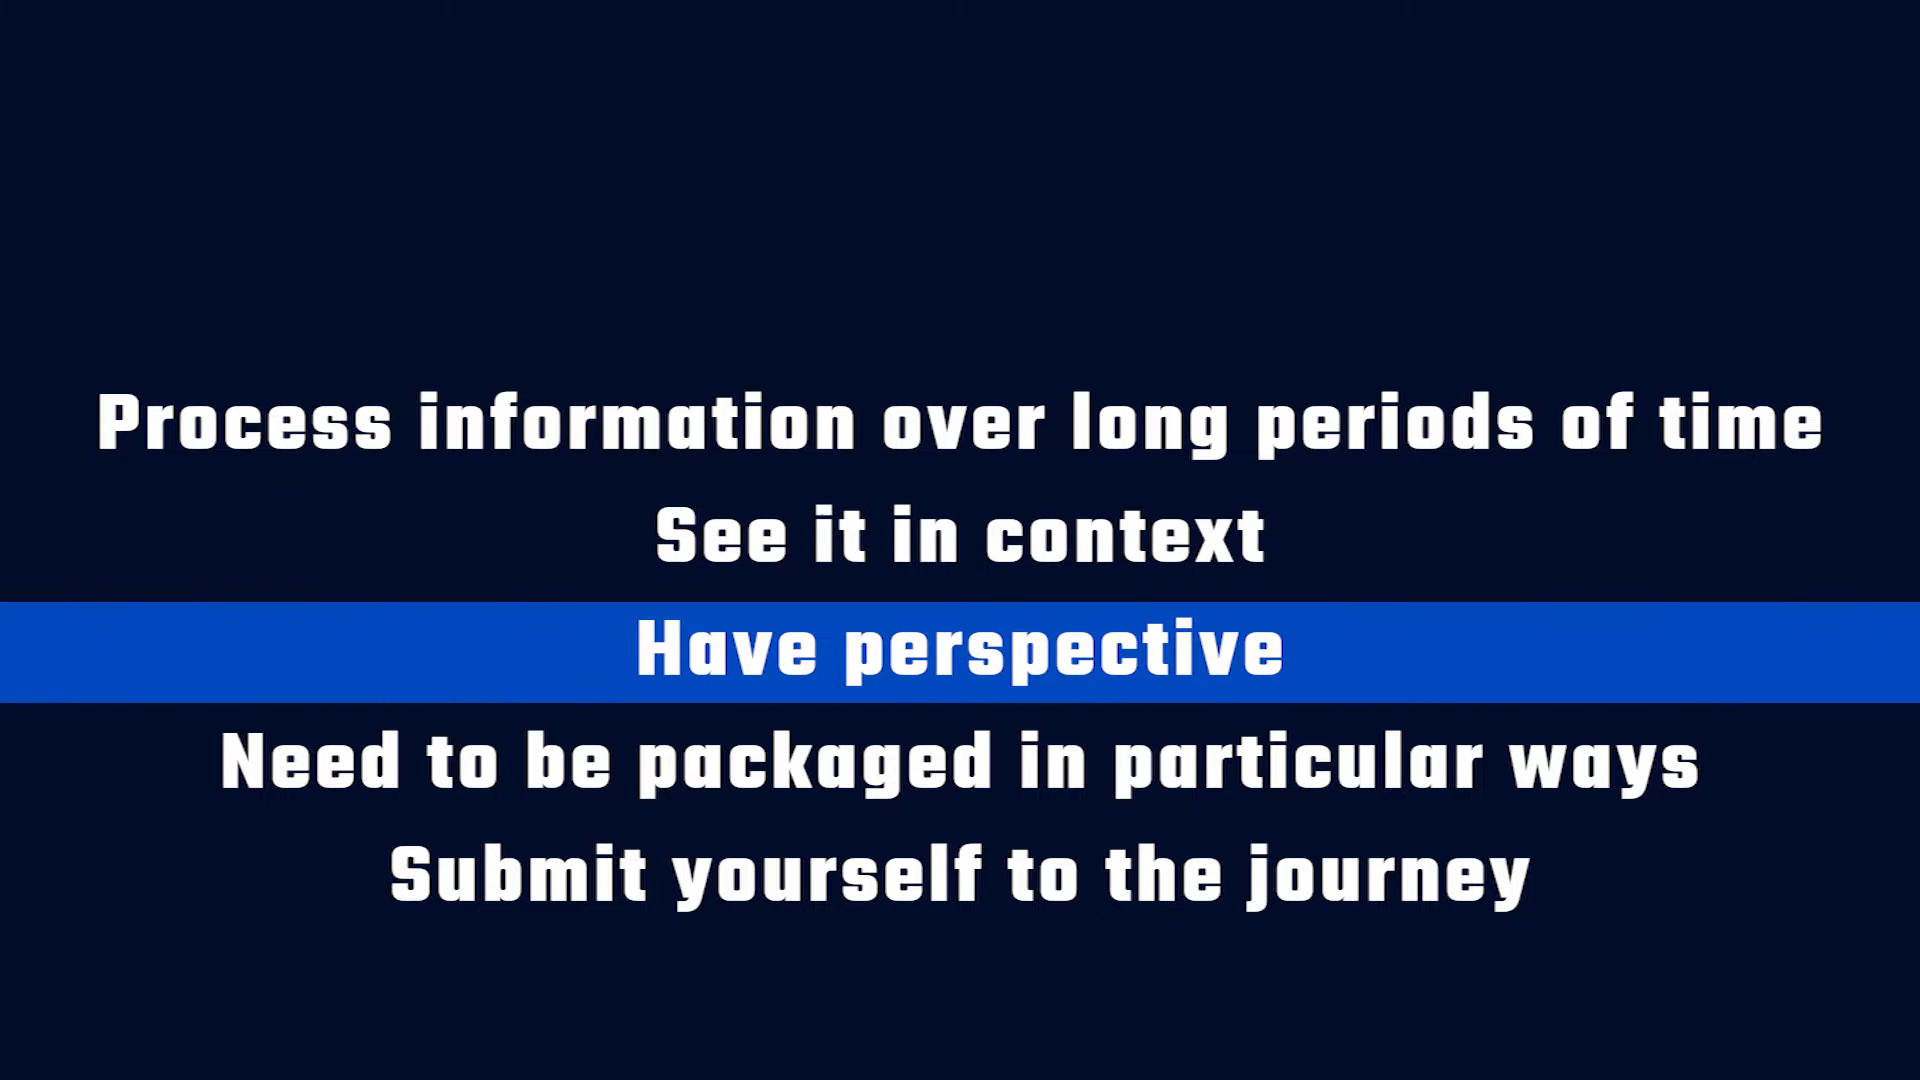 Process information over long periods of time
See it in context
Have perspective
Need to be packaged in particular ways
Submit yourself to the journey